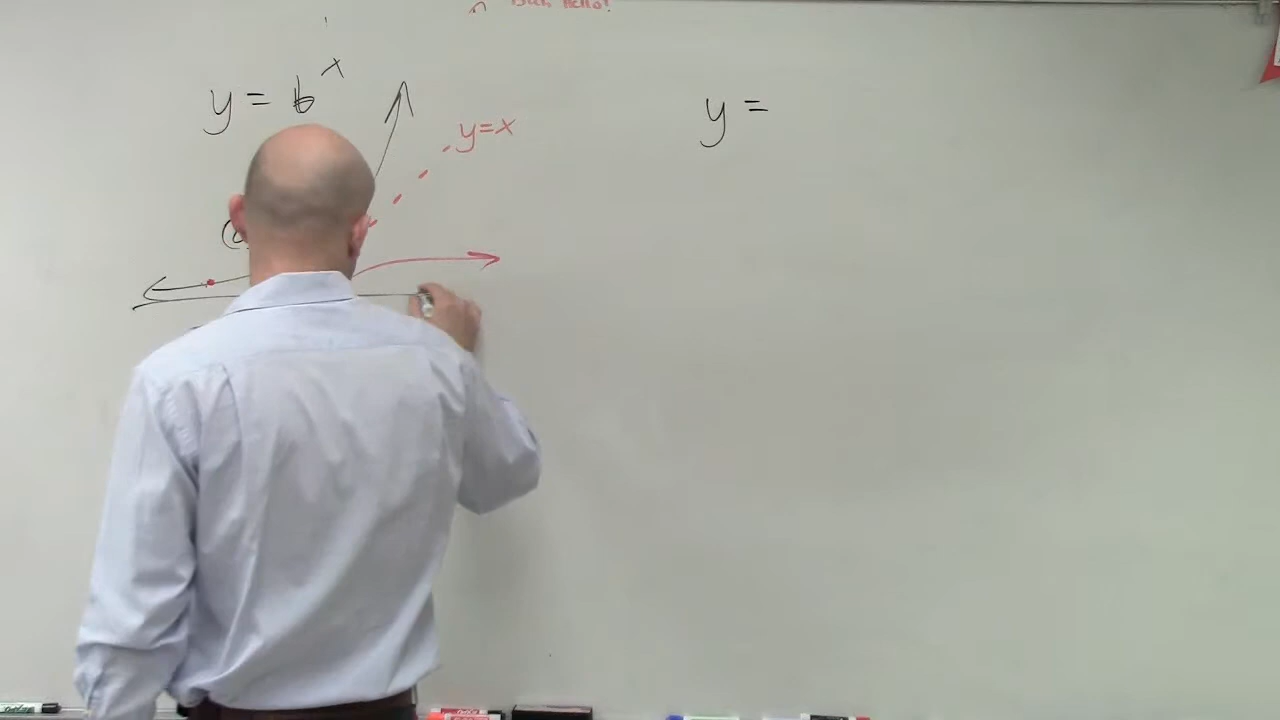 y = b^x
y=x
y =